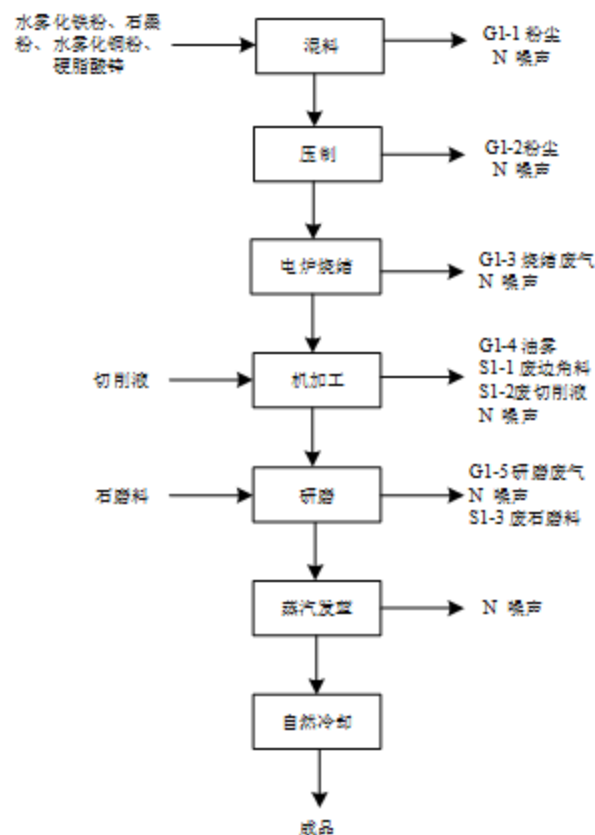 水雾化铁粉、石墨
粉、水雾化铜粉、
硬脂酸锌
混料
G1-1 粉尘
N 噪声
压制
G1-2粉尘
N 噪声
电炉烧结
G1-3 烧结废气
N 噪声
切削液
机加工
G1-4 油雾
S1-1 废边角料
S1-2废切削液
N 噪声
石磨料
研磨
G1-5研磨废气
N 噪声
S1-3 废石磨料
蒸汽发蓝
N 噪声
自然冷却
成品